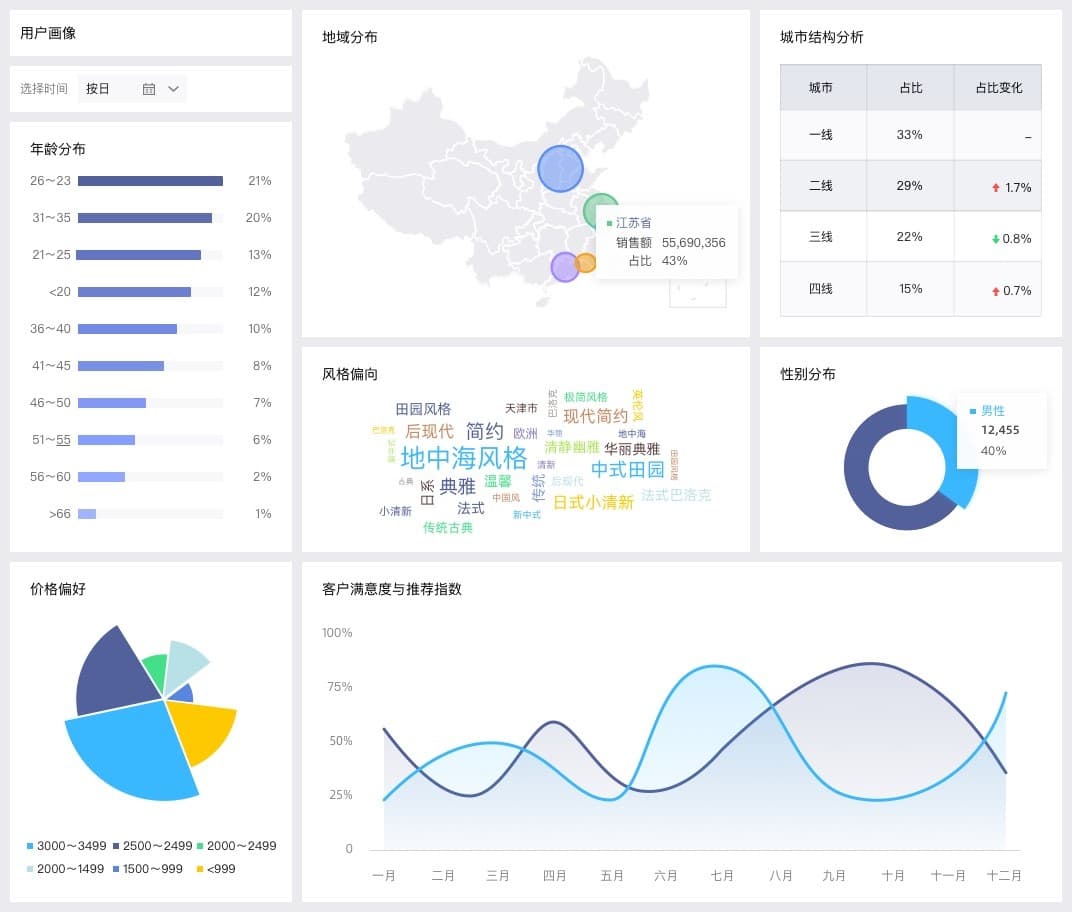 用户画像
选择时间 按日
年龄分布
26～23 21%
31～35 20%
21～25 13%
<20 12%
36～40 10%
41～45 8%
46～50 7%
51～55 6%
56～60 2%
>66 1%
地域分布
江苏省
销售额 55,690,356
占比 43%
城市结构分析
城市 占比 占比变化
一线 33% –
二线 29% 1.7%
三线 22% 0.8%
四线 15% 0.7%
风格偏向
田园风格
天津市
巴洛克
极简风格
英伦风
现代简约
巴洛克
后现代
简约
欧洲
华丽
地中海
清静幽雅
华丽典雅
地中海风格
清新
中式田园
田园风格
古典
日系
典雅
温馨
中国风
传统
后现代
法式巴洛克
日式小清新
小清新
法式
新中式
传统古典
性别分布
男性
12,455
40%
价格偏好
3000～3499 2500～2499 2000～2499
2000～1499 1500～999 <999
客户满意度与推荐指数
100%
75%
50%
25%
0
一月 二月 三月 四月 五月 六月 七月 八月 九月 十月 十一月 十二月